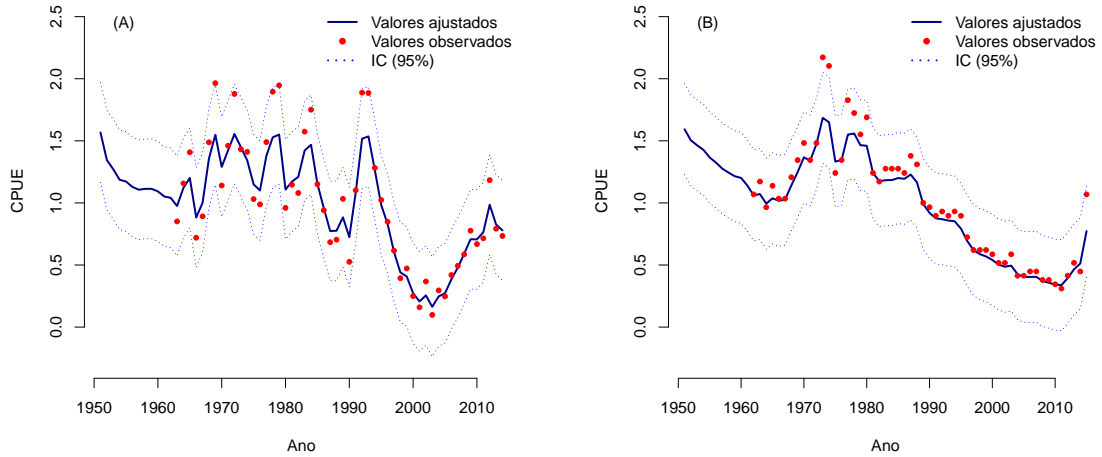 (A)
Valores ajustados
Valores observados
IC (95%)
2.5
2.0
1.5
1.0
0.5
0.0
CPUE
1950 1960 1970 1980 1990 2000 2010
Ano
(B)
Valores ajustados
Valores observados
IC (95%)
2.5
2.0
1.5
1.0
0.5
0.0
CPUE
1950 1960 1970 1980 1990 2000 2010
Ano